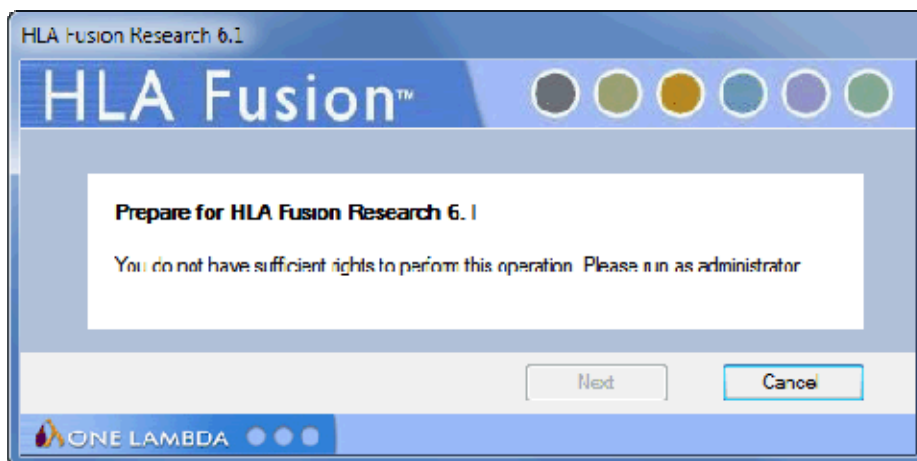 HLA Fusion Research 6.1
HLA Fusion™
Prepare for HLA Fusion Research 6.1
You do not have sufficient rights to perform this operation. Please run as administrator
Next
Cancel
ONE LAMBDA